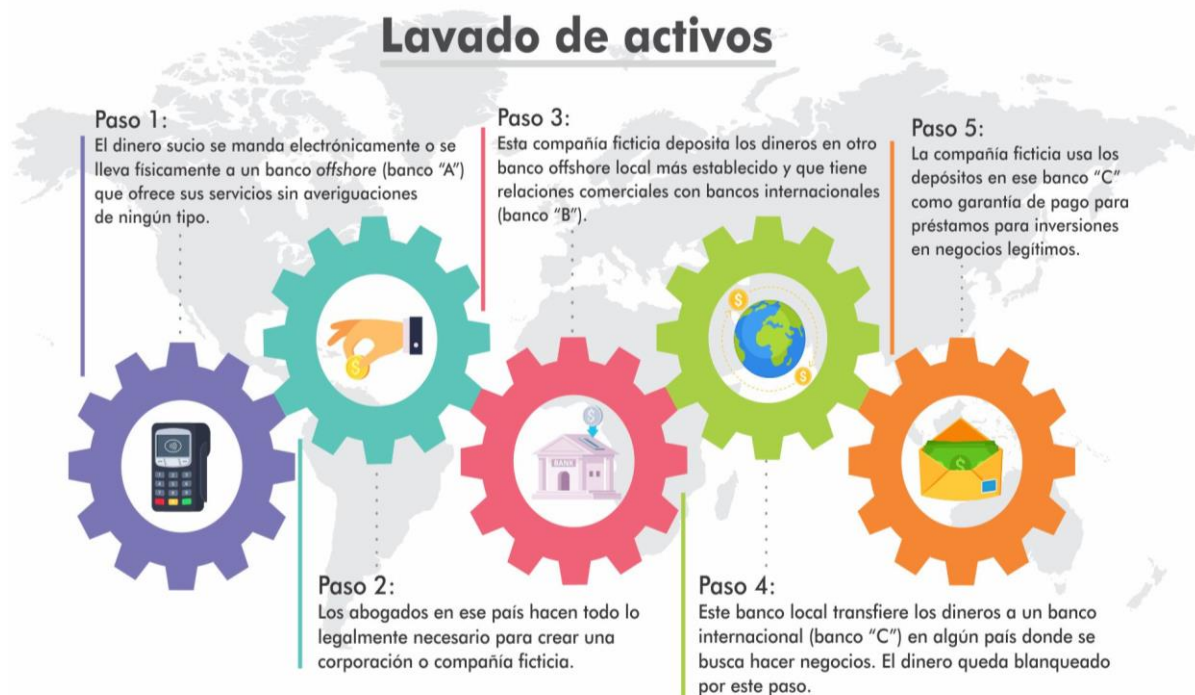 Lavado de activos
Paso 1:
El dinero sucio se manda electrónicamente o se
lleva físicamente a un banco offshore (banco “A”)
que ofrece sus servicios sin averiguaciones
de ningún tipo.
Paso 3:
Esta compañía ficticia deposita los dineros en otro
banco offshore local más establecido y que tiene
relaciones comerciales con bancos internacionales
(banco “B”).
Paso 5:
La compañía ficticia usa los
depósitos en ese banco “C”
como garantía de pago para
préstamos para inversiones
en negocios legítimos.
$
$
$
$
BANK
$
Paso 2:
Los abogados en ese país hacen todo lo
legalmente necesario para crear una
corporación o compañía ficticia.
Paso 4:
Este banco local transfiere los dineros a un banco
internacional (banco “C”) en algún país donde se
busca hacer negocios. El dinero queda blanqueado
por este paso.